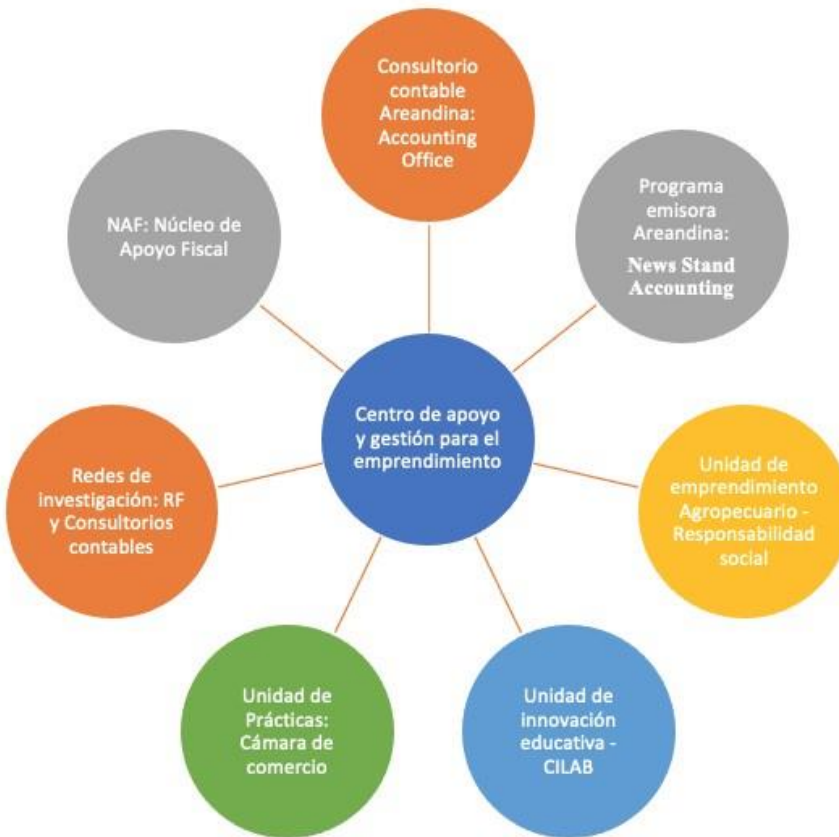 Consultorio
contable
Areandina:
Accounting
Office
Programa
emisora
Areandina:
News Stand
Accounting
NAF: Núcleo de
Apoyo Fiscal
Centro de apoyo
y gestión para el
emprendimiento
Unidad de
emprendimiento
Agropecuario -
Responsabilidad
social
Redes de
investigación: RF
y Consultorios
contables
Unidad de
Prácticas:
Cámara de
comercio
Unidad de
innovación
educativa -
CILAB